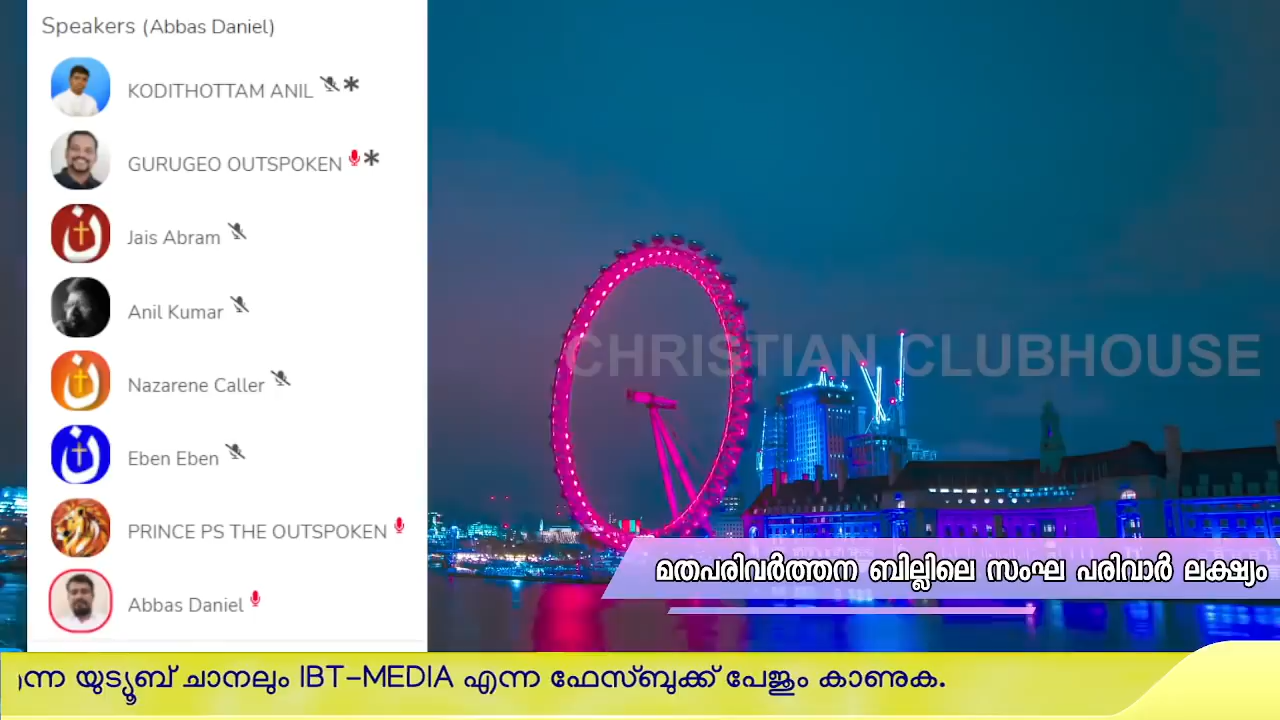 Speakers (Abbas Daniel)
KODITHOTTAM ANIL
GURUGEO OUTSPOKEN
Jais Abram
Anil Kumar
Nazarene Caller
Eben Eben
PRINCE PS THE OUTSPOKEN
Abbas Daniel
CHRISTIAN CLUBHOUSE
മതപരിവർത്തന ബില്ലിലെ സംഘ പരിവാർ ലക്ഷ്യം
യുട്യൂബ് ചാനലും IBT-MEDIA എന്ന ഫേസ്ബുക്ക് പേജും കാണുക.